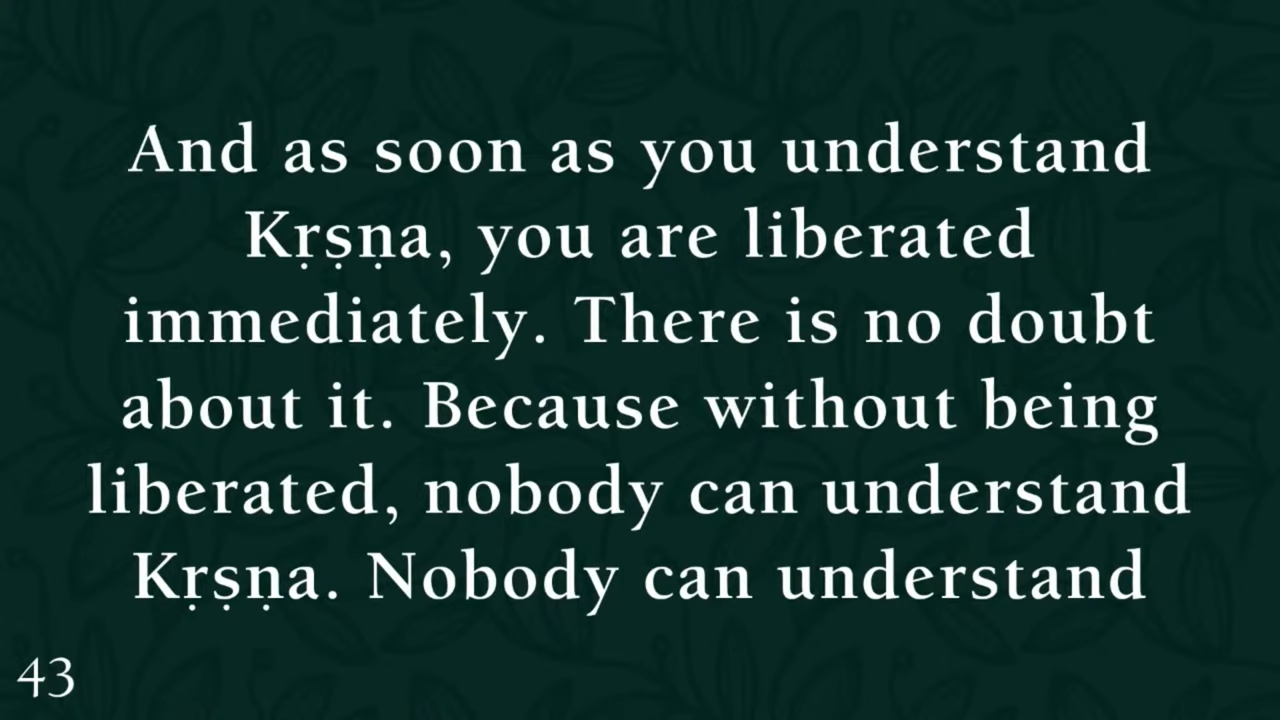 And as soon as you understand
Kṛṣṇa, you are liberated
immediately. There is no doubt
about it. Because without being
liberated, nobody can understand
Kṛṣṇa. Nobody can understand
43